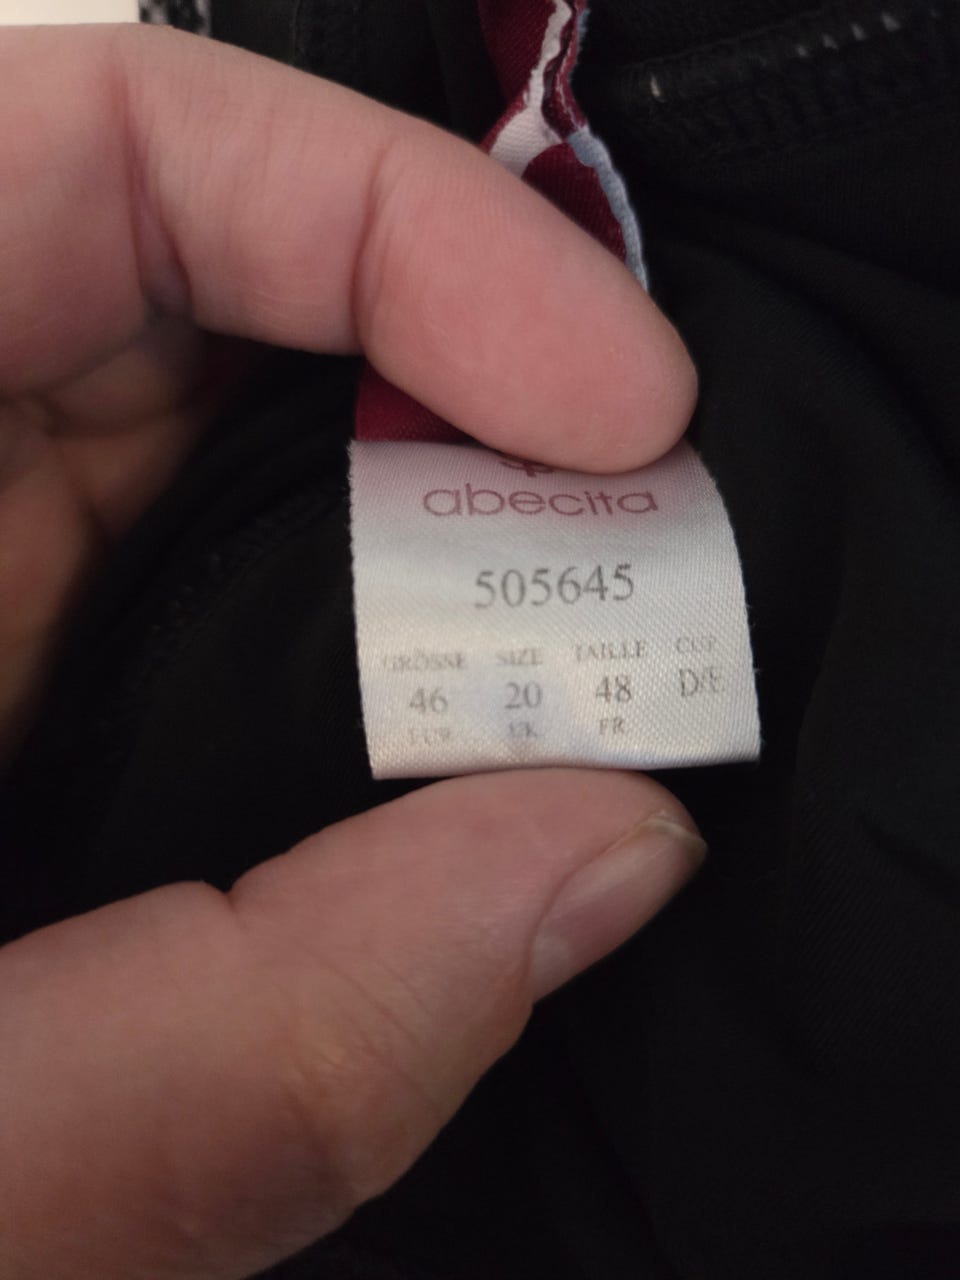 abecita
505645
GRÖSSE SIZE TAILLE CUP
46 20 48 D/E
EUR UK FR